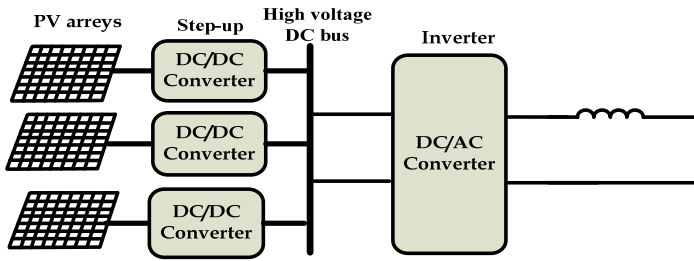 PV arreys
Step-up
High voltage
DC bus
Inverter
DC/DC
Converter
DC/DC
Converter
DC/DC
Converter
DC/AC
Converter